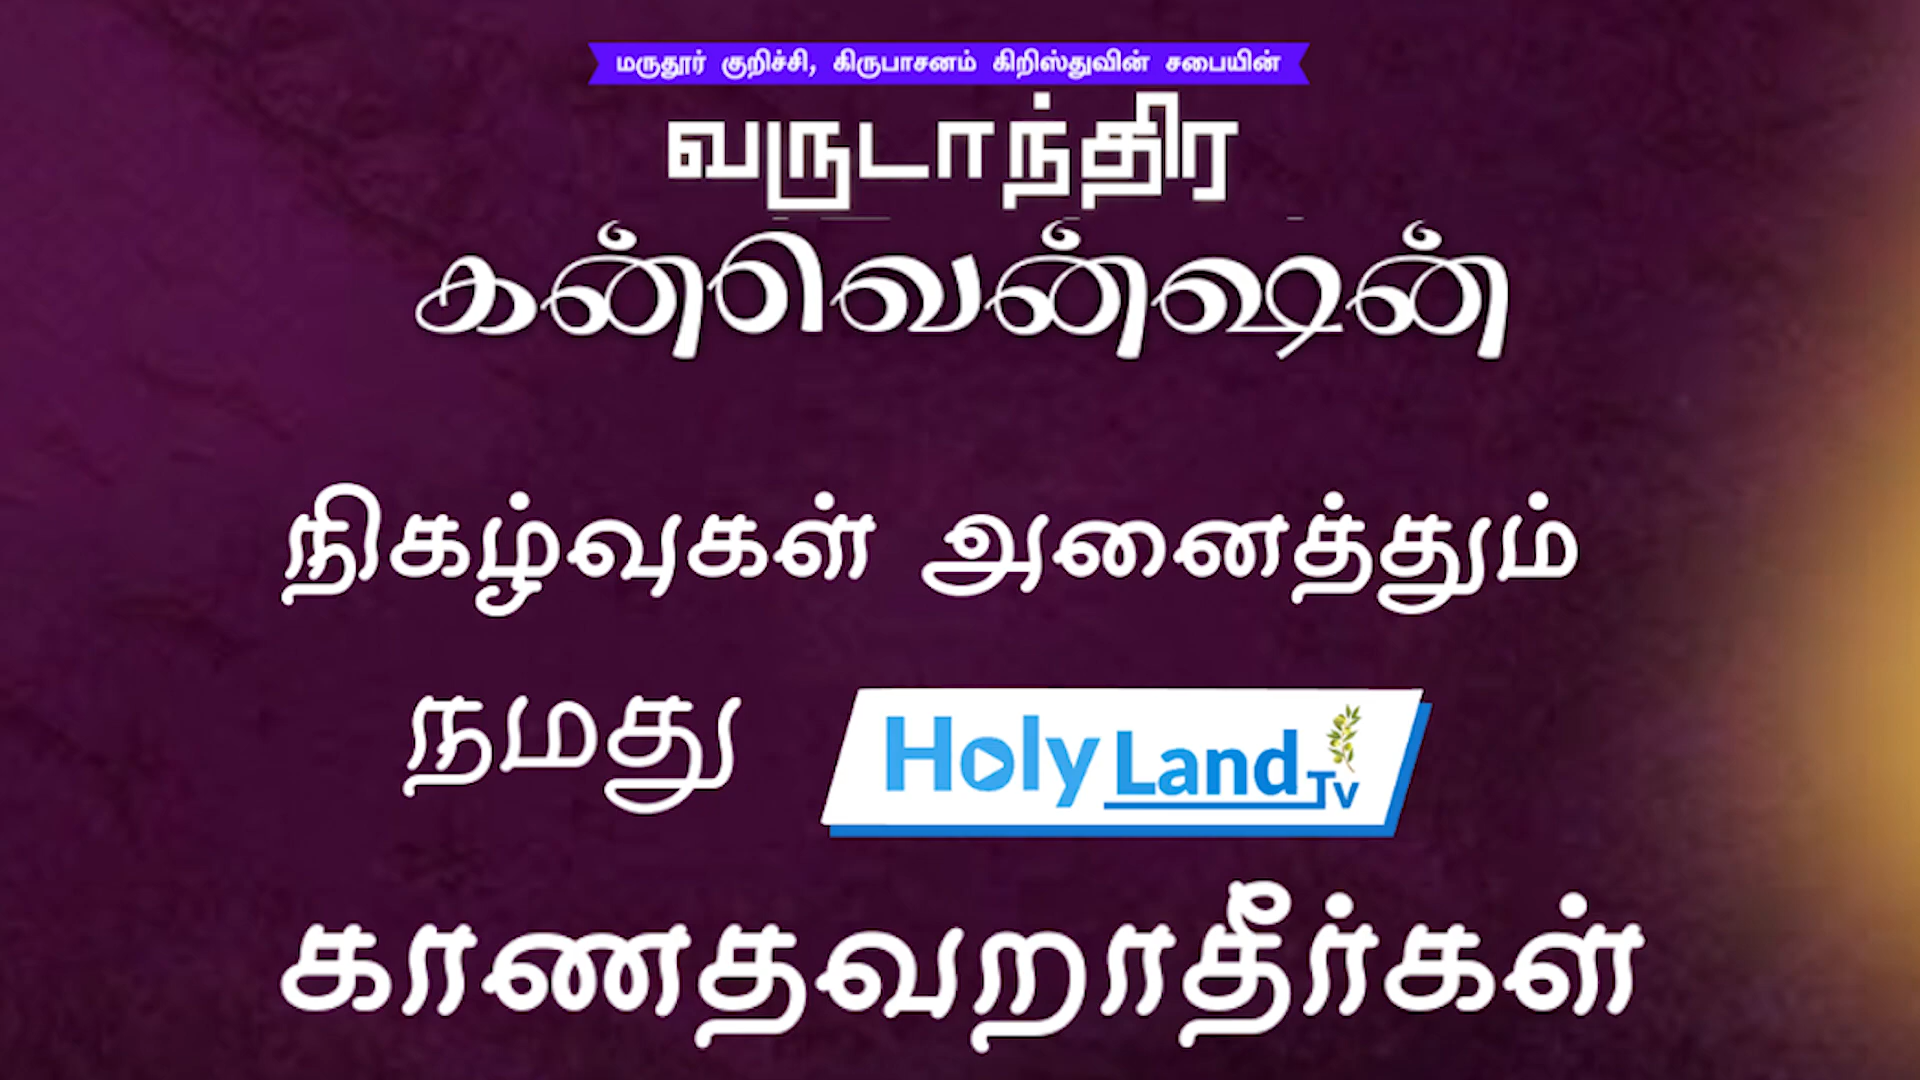 மருதூர் குறிச்சி, கிருபாசனம் கிறிஸ்துவின் சபையின்
வருடாந்திர
கன்வென்ஷன்
நிகழ்வுகள் அனைத்தும்
நமது Holy Land Tv
காணதவறாதீர்கள்